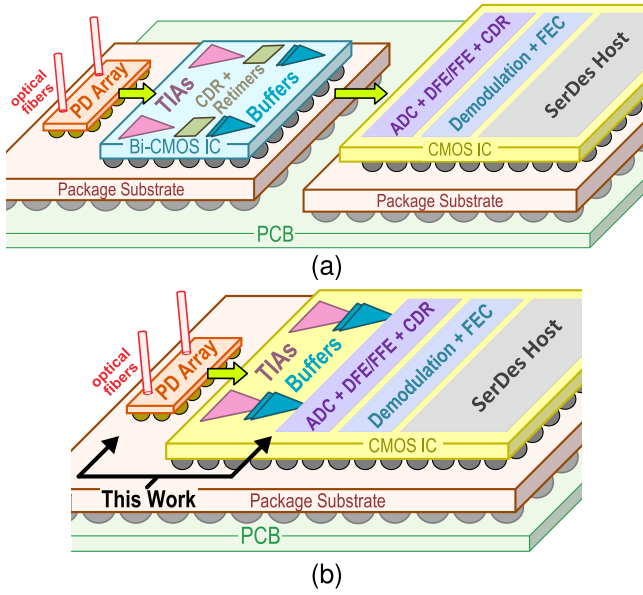 optical
fibers
PD Array
TIAs
CDR +
Retimers
Buffers
Bi-CMOS IC
Package Substrate
ADC + DFE/FFE + CDR
Demodulation + FEC
SerDes Host
CMOS IC
Package Substrate
PCB
(a)
optical
fibers
PD Array
TIAs
Buffers
ADC + DFE/FFE + CDR
Demodulation + FEC
SerDes Host
CMOS IC
This Work
Package Substrate
PCB
(b)